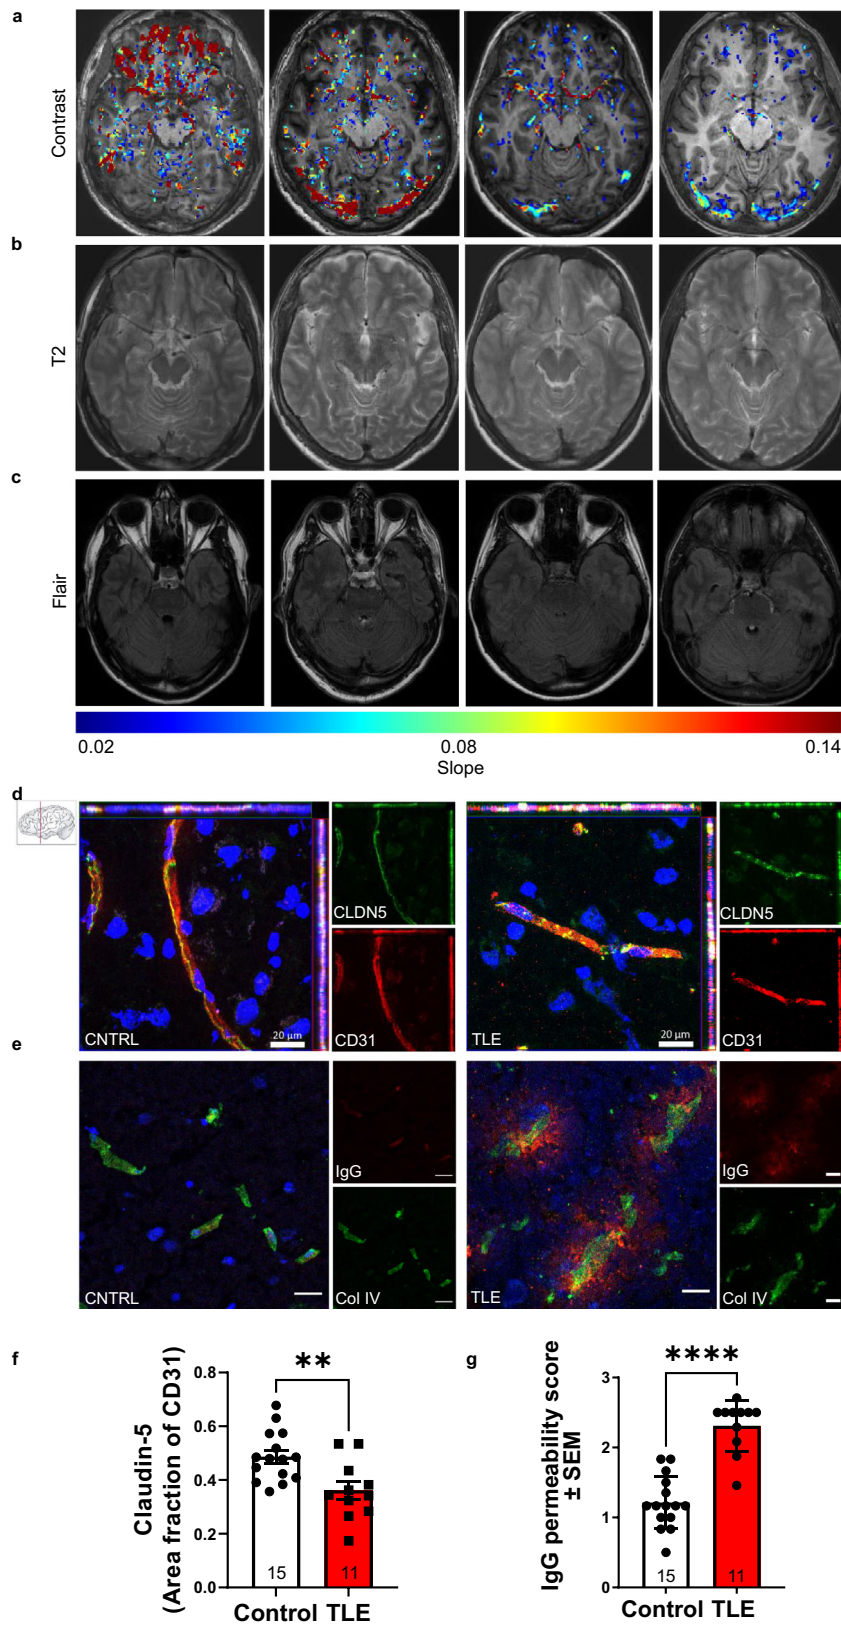 a
Contrast
b
T2
c
Flair
0.02
0.08
0.14
Slope
d
CNTRL
20 µm
CLDN5
CD31
TLE
20 µm
CLDN5
CD31
e
CNTRL
IgG
Col IV
TLE
IgG
Col IV
f
Claudin-5
(Area fraction of CD31)
0.8
0.6
0.4
0.2
0.0
**
15
11
Control TLE
g
IgG permeability score
± SEM
3
2
1
0
****
15
11
Control TLE